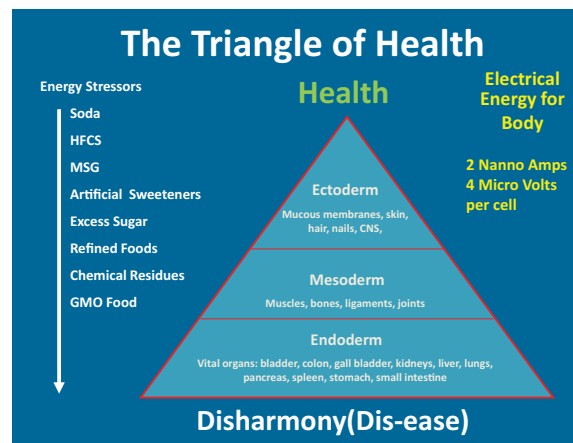 The Triangle of Health
Energy Stressors
Soda
HFCS
MSG
Artificial Sweeteners
Excess Sugar
Refined Foods
Chemical Residues
GMO Food
Health
Ectoderm
Mucous membranes, skin,
hair, nails, CNS,
Mesoderm
Muscles, bones, ligaments, joints
Endoderm
Vital organs: bladder, colon, gall bladder, kidneys, liver, lungs,
pancreas, spleen, stomach, small intestine
Disharmony(Dis-ease)
Electrical
Energy for
Body
2 Nanno Amps
4 Micro Volts
per cell